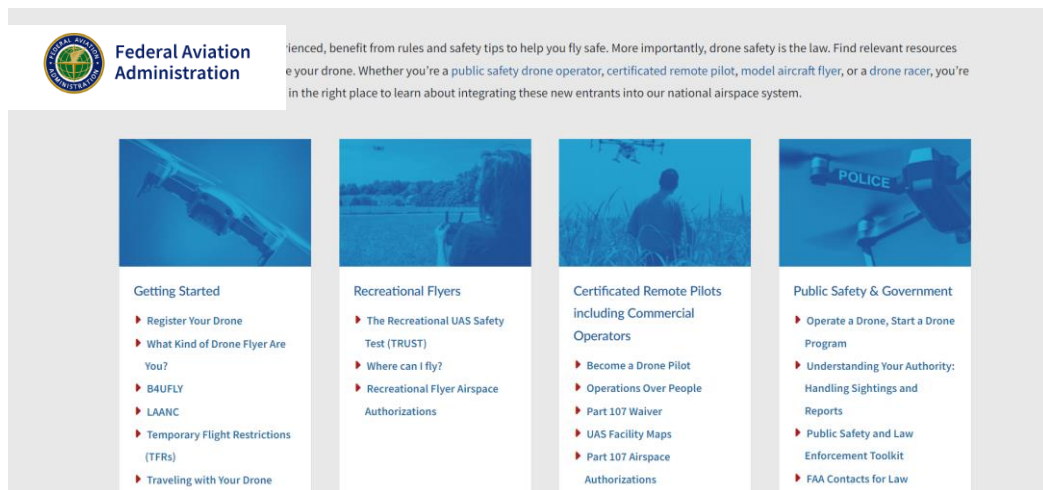 Federal Aviation
Administration
rienced, benefit from rules and safety tips to help you fly safe. More importantly, drone safety is the law. Find relevant resources
e your drone. Whether you're a public safety drone operator, certificated remote pilot, model aircraft flyer, or a drone racer, you're
in the right place to learn about integrating these new entrants into our national airspace system.
POLICE
Getting Started
Register Your Drone
What Kind of Drone Flyer Are
You?
B4UFLY
LAANC
Temporary Flight Restrictions
(TFRs)
Traveling with Your Drone
Recreational Flyers
The Recreational UAS Safety
Test (TRUST)
Where can I fly?
Recreational Flyer Airspace
Authorizations
Certificated Remote Pilots
including Commercial
Operators
Become a Drone Pilot
Operations Over People
Part 107 Waiver
UAS Facility Maps
Part 107 Airspace
Authorizations
Public Safety & Government
Operate a Drone, Start a Drone
Program
Understanding Your Authority:
Handling Sightings and
Reports
Public Safety and Law
Enforcement Toolkit
FAA Contacts for Law